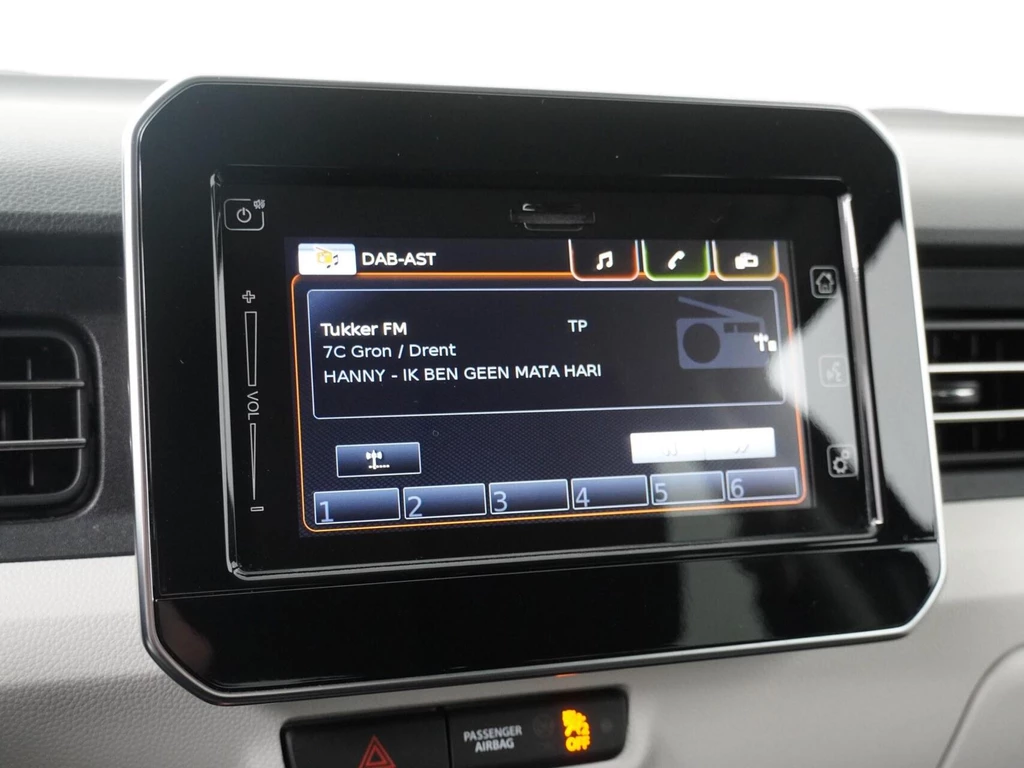 DAB-AST
Tukker FM
TP
7C Gron / Drent
HANNY - IK BEN GEEN MATA HARI
+
VOL
-
1 2 3 4 5 6
PASSENGER
AIRBAG
OFF